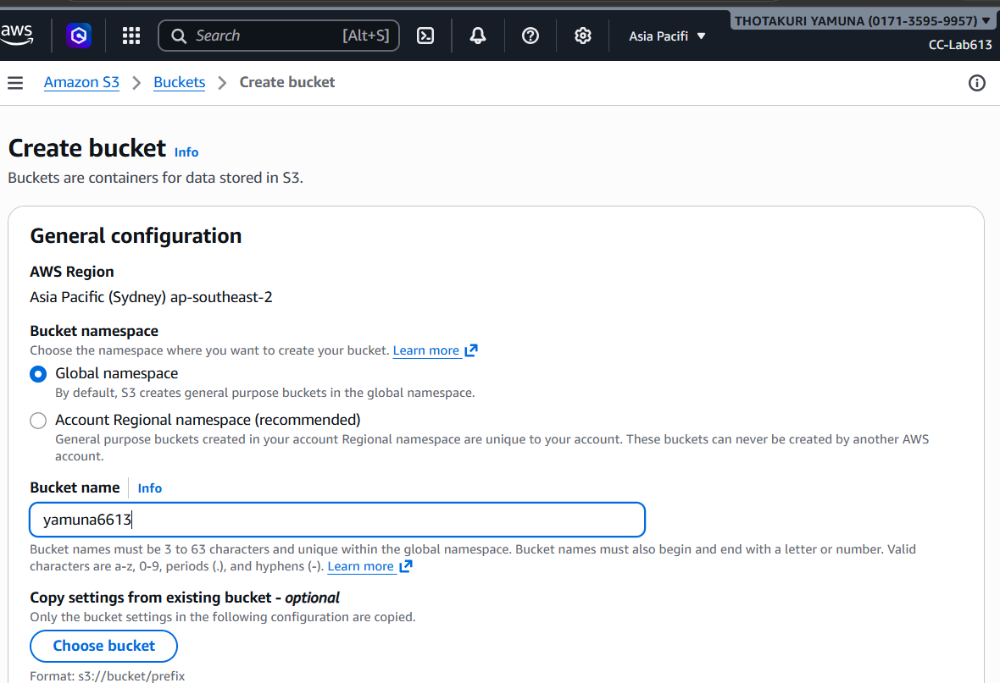 aws
Search [Alt+S]
Asia Pacifi ▼
THOTAKURI YAMUNA (0171-3595-9957) ▼
CC-Lab613
Amazon S3 > Buckets > Create bucket
Create bucket Info
Buckets are containers for data stored in S3.
General configuration
AWS Region
Asia Pacific (Sydney) ap-southeast-2
Bucket namespace
Choose the namespace where you want to create your bucket. Learn more
Global namespace
By default, S3 creates general purpose buckets in the global namespace.
Account Regional namespace (recommended)
General purpose buckets created in your account Regional namespace are unique to your account. These buckets can never be created by another AWS
account.
Bucket name Info
yamuna6613
Bucket names must be 3 to 63 characters and unique within the global namespace. Bucket names must also begin and end with a letter or number. Valid
characters are a-z, 0-9, periods (.), and hyphens (-). Learn more
Copy settings from existing bucket - optional
Only the bucket settings in the following configuration are copied.
Choose bucket
Format: s3://bucket/prefix